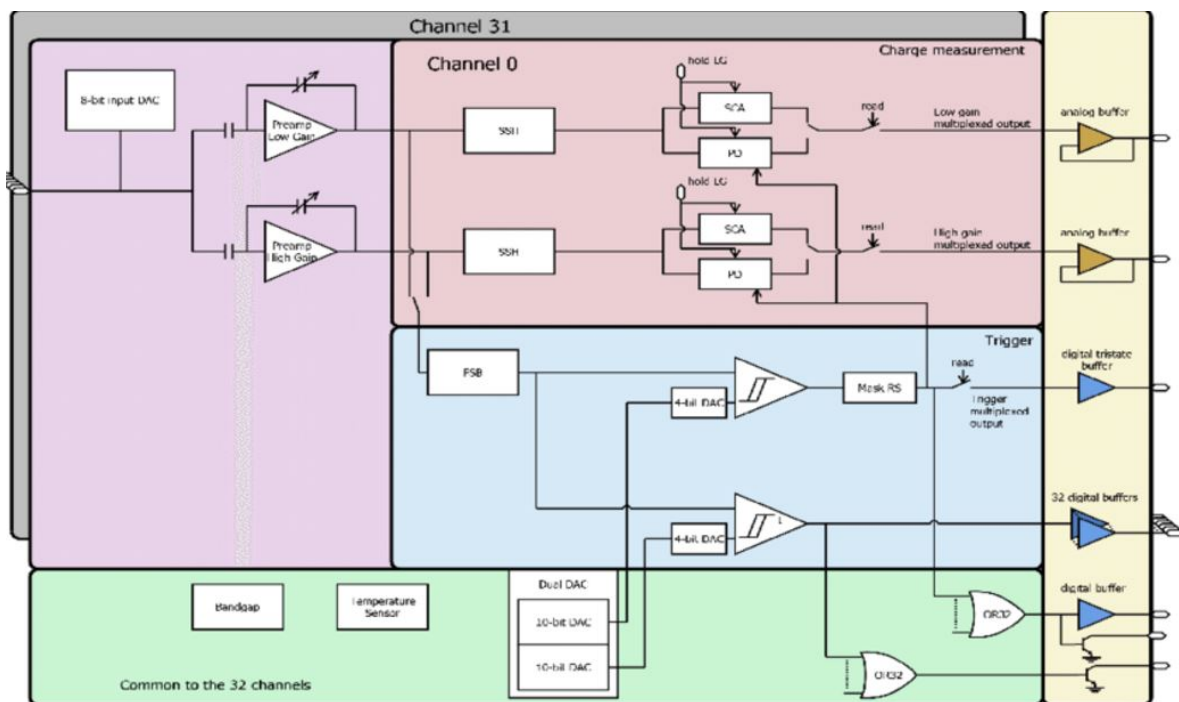 Channel 31
Channel 0
Charge measurement
8-bit input DAC
Preamp
Low Gain
SSH
hold LG
SCA
PD
read
Low gain
multiplexed output
analog buffer
Preamp
High Gain
SSH
hold LG
SCA
PD
read
High gain
multiplexed output
analog buffer
Trigger
FSB
4-bit DAC
Mask RS
read
Trigger
multiplexed
output
digital tristate
buffer
4-bit DAC
1
32 digital buffers
Bandgap
Temperature
Sensor
Dual DAC
10-bit DAC
10-bit DAC
OR32
OR32
digital buffer
Common to the 32 channels